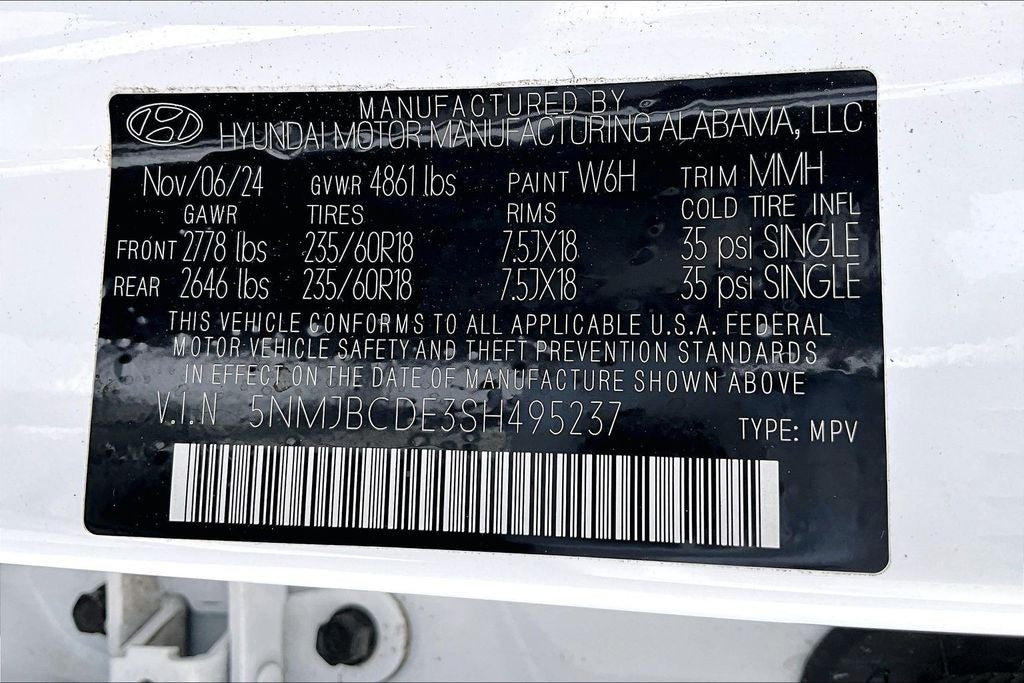 MANUFACTURED BY
HYUNDAI MOTOR MANUFACTURING ALABAMA, LLC
Nov/06/24 GVWR 4861 lbs PAINT W6H TRIM MMH
GAWR TIRES RIMS COLD TIRE INFL
FRONT 2778 lbs 235/60R18 7.5JX18 35 psi SINGLE
REAR 2646 lbs 235/60R18 7.5JX18 35 psi SINGLE
THIS VEHICLE CONFORMS TO ALL APPLICABLE U.S.A. FEDERAL
MOTOR VEHICLE SAFETY AND THEFT PREVENTION STANDARDS
IN EFFECT ON THE DATE OF MANUFACTURE SHOWN ABOVE
V.I.N 5NMJBCDE3SH495237 TYPE: MPV